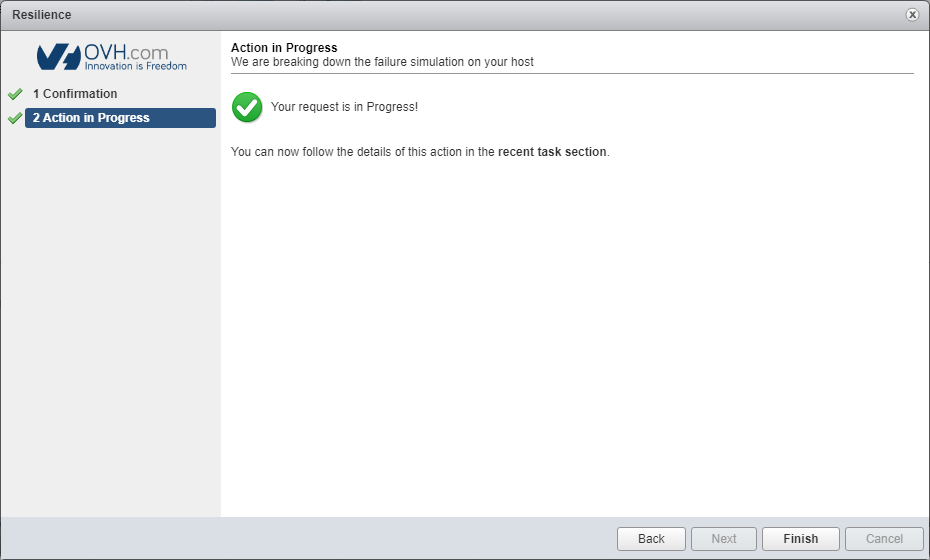 Resilience
OVH.com
Innovation is Freedom
1 Confirmation
2 Action in Progress
Action in Progress
We are breaking down the failure simulation on your host
Your request is in Progress!
You can now follow the details of this action in the recent task section.
Back
Next
Finish
Cancel